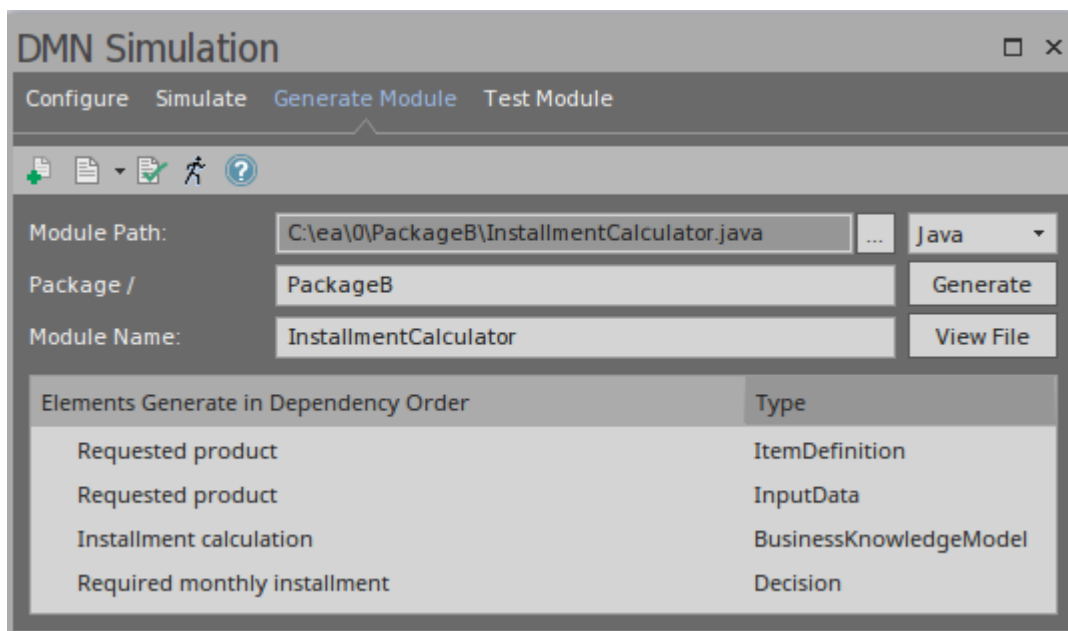 DMN Simulation
Configure Simulate Generate Module Test Module
Module Path: C:\ea\0\PackageB\InstallmentCalculator.java ... Java
Package / PackageB Generate
Module Name: InstallmentCalculator View File
Elements Generate in Dependency Order Type
Requested product ItemDefinition
Requested product InputData
Installment calculation BusinessKnowledgeModel
Required monthly installment Decision